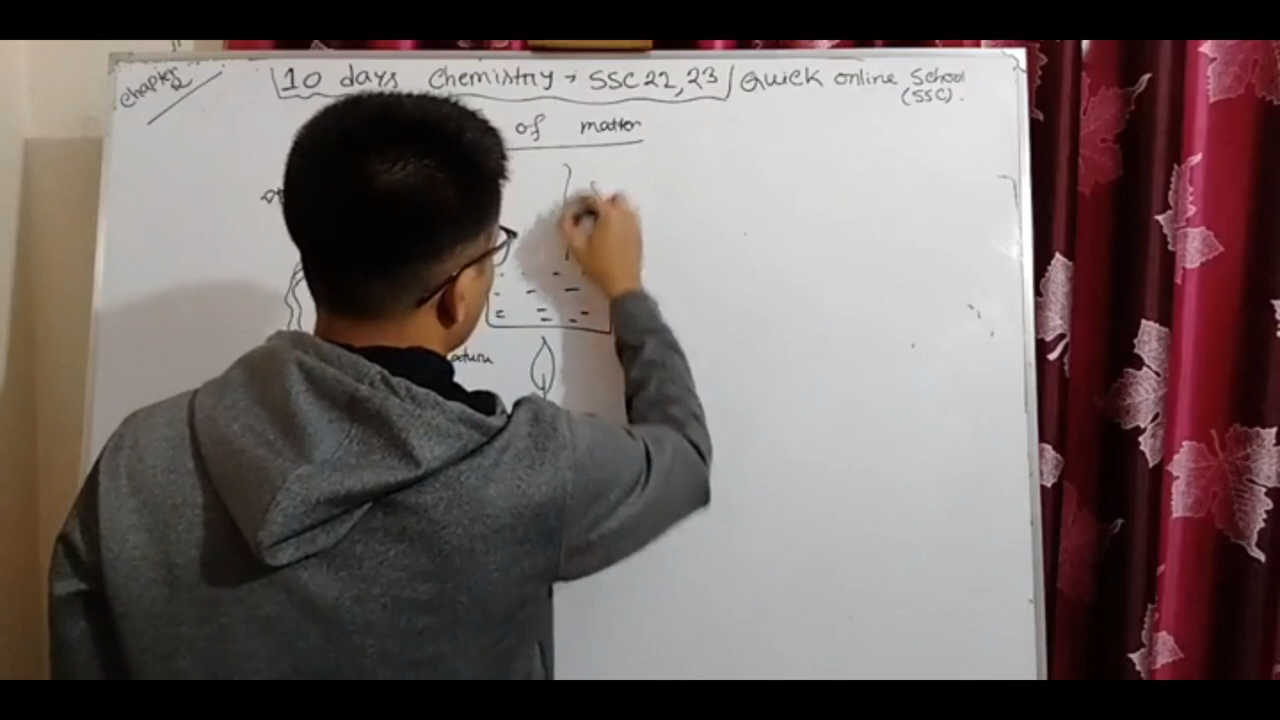 Chapter 2
10 days Chemistry → SSC 22, 23 / Quick online School
(SSC).
of matter